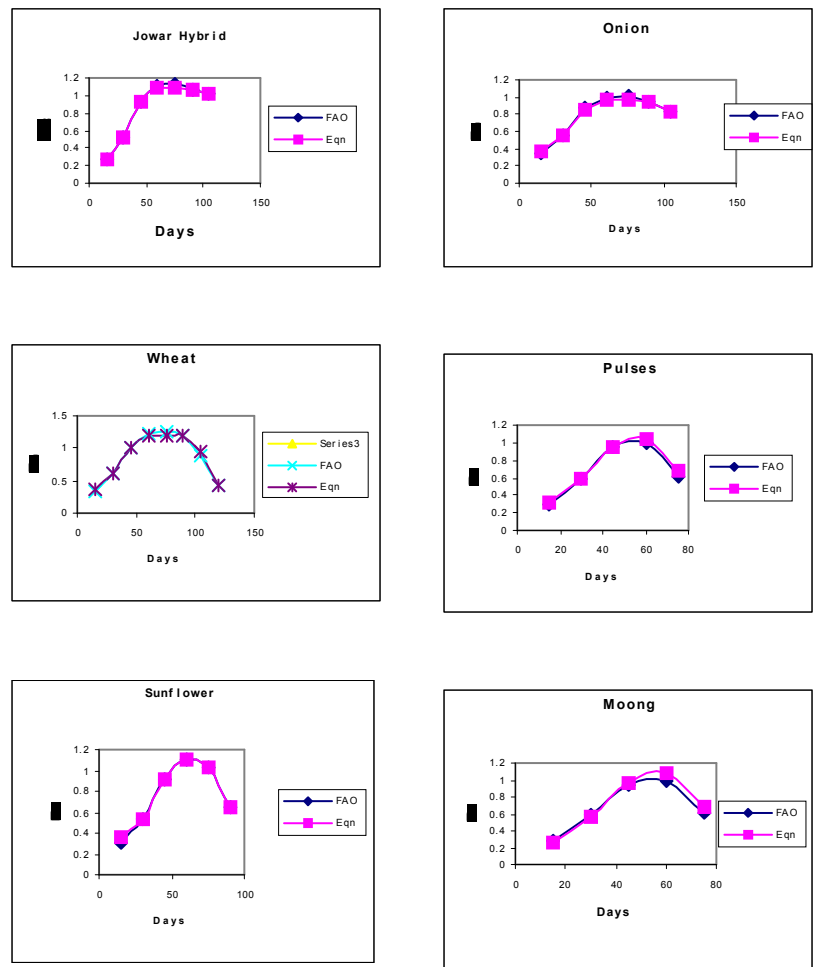 Jowar Hybrid
1.2
1
0.8
0.6
0.4
0.2
0
0 50 100 150
Days
FAO
Eqn
Onion
1.2
1
0.8
0.6
0.4
0.2
0
0 50 100 150
Days
FAO
Eqn
Wheat
1.5
1
0.5
0
0 50 100 150
Days
Series3
FAO
Eqn
Pulses
1.2
1
0.8
0.6
0.4
0.2
0
0 20 40 60 80
Days
FAO
Eqn
Sunflower
1.2
1
0.8
0.6
0.4
0.2
0
0 50 100
Days
FAO
Eqn
Moong
1.2
1
0.8
0.6
0.4
0.2
0
0 20 40 60 80
Days
FAO
Eqn